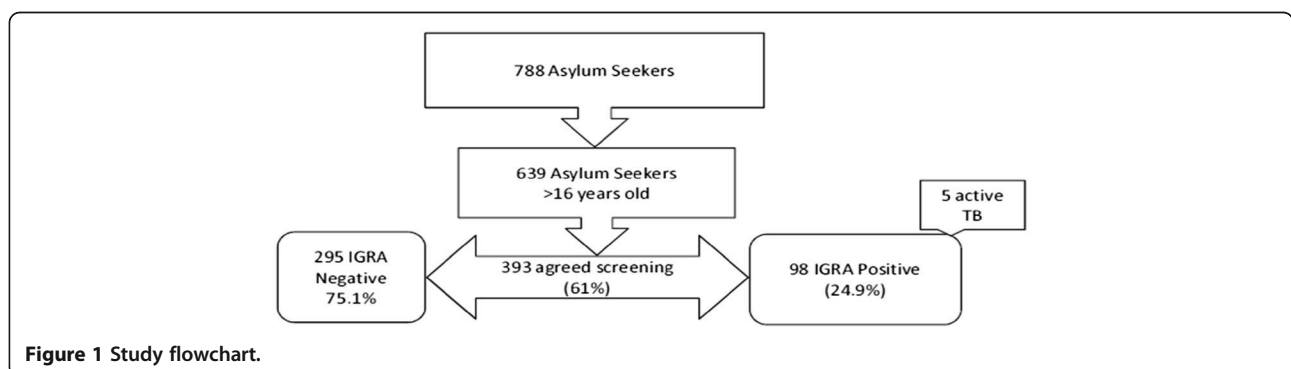 788 Asylum Seekers
639 Asylum Seekers
>16 years old
5 active
TB
295 IGRA
Negative
75.1%
393 agreed screening
(61%)
98 IGRA Positive
(24.9%)
Figure 1 Study flowchart.